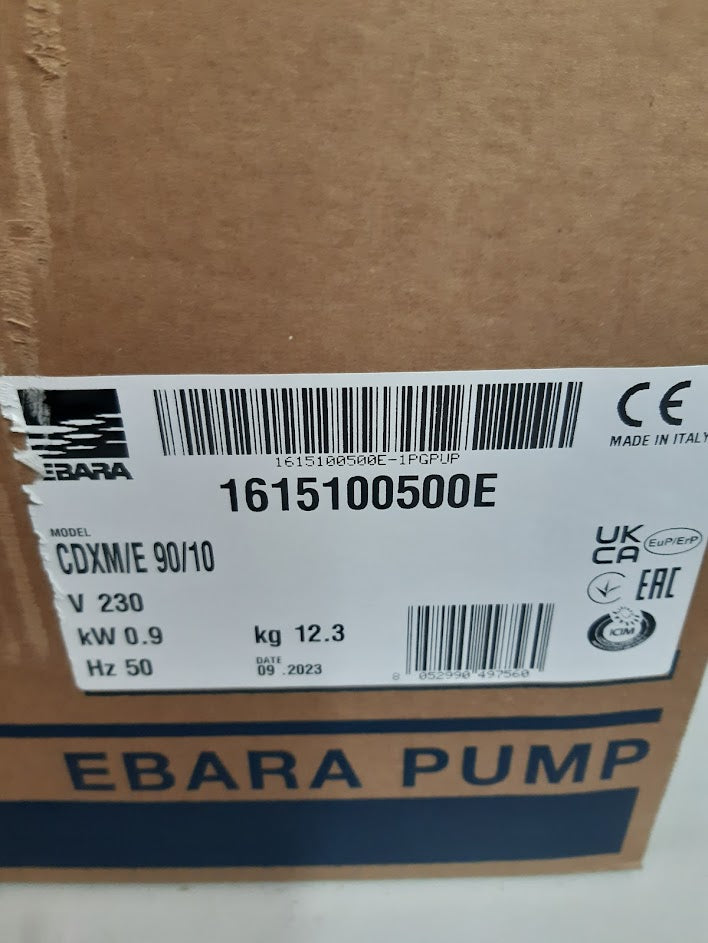 EBARA
1615100500E-1PGPUP
1615100500E
CE
MADE IN ITALY
MODEL
CDXM/E 90/10
V 230
kW 0.9
Hz 50
kg 12.3
DATE
09 .2023
8 052990 497560
UK
CA
EuP/ErP
EAC
ICIM
EBARA PUMP